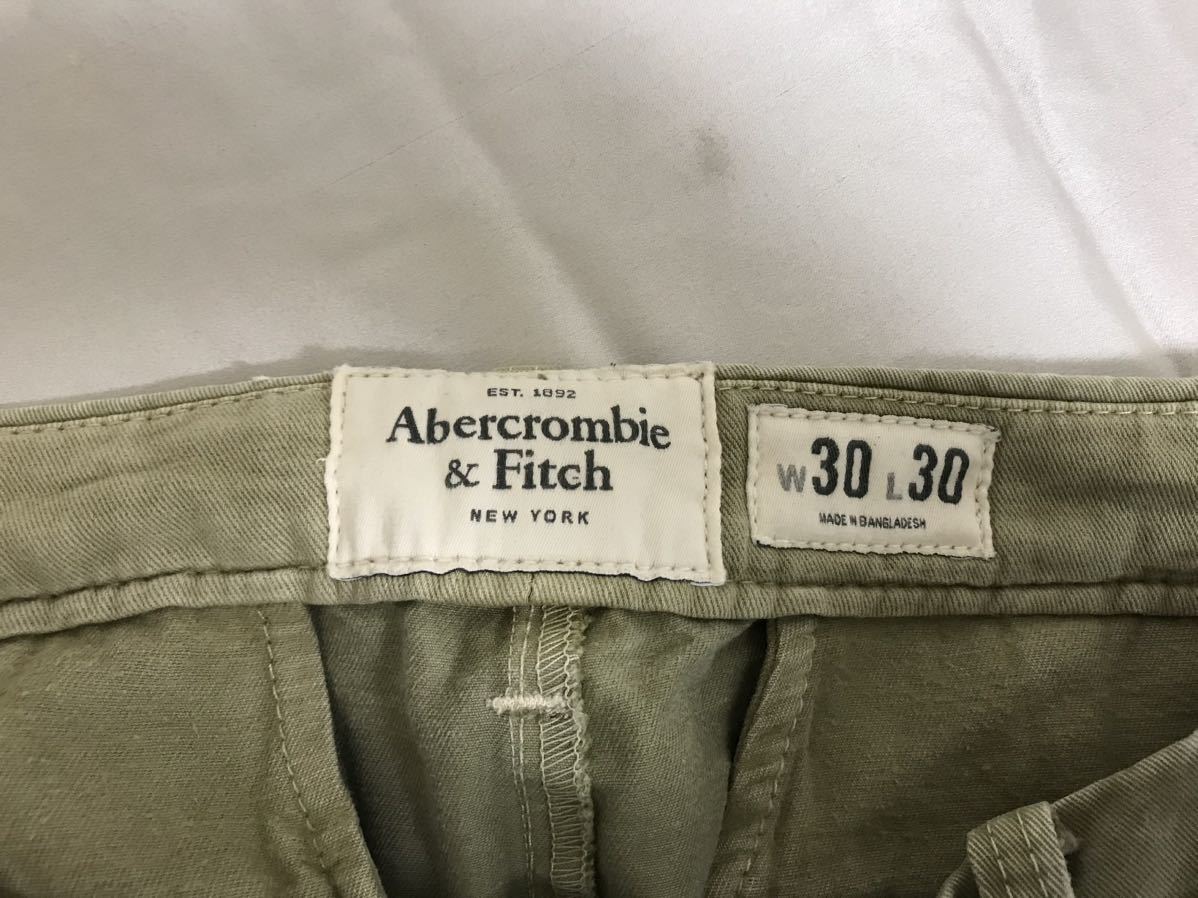 EST. 1892
Abercrombie
& Fitch
NEW YORK
W30 L30
MADE IN BANGLADESH